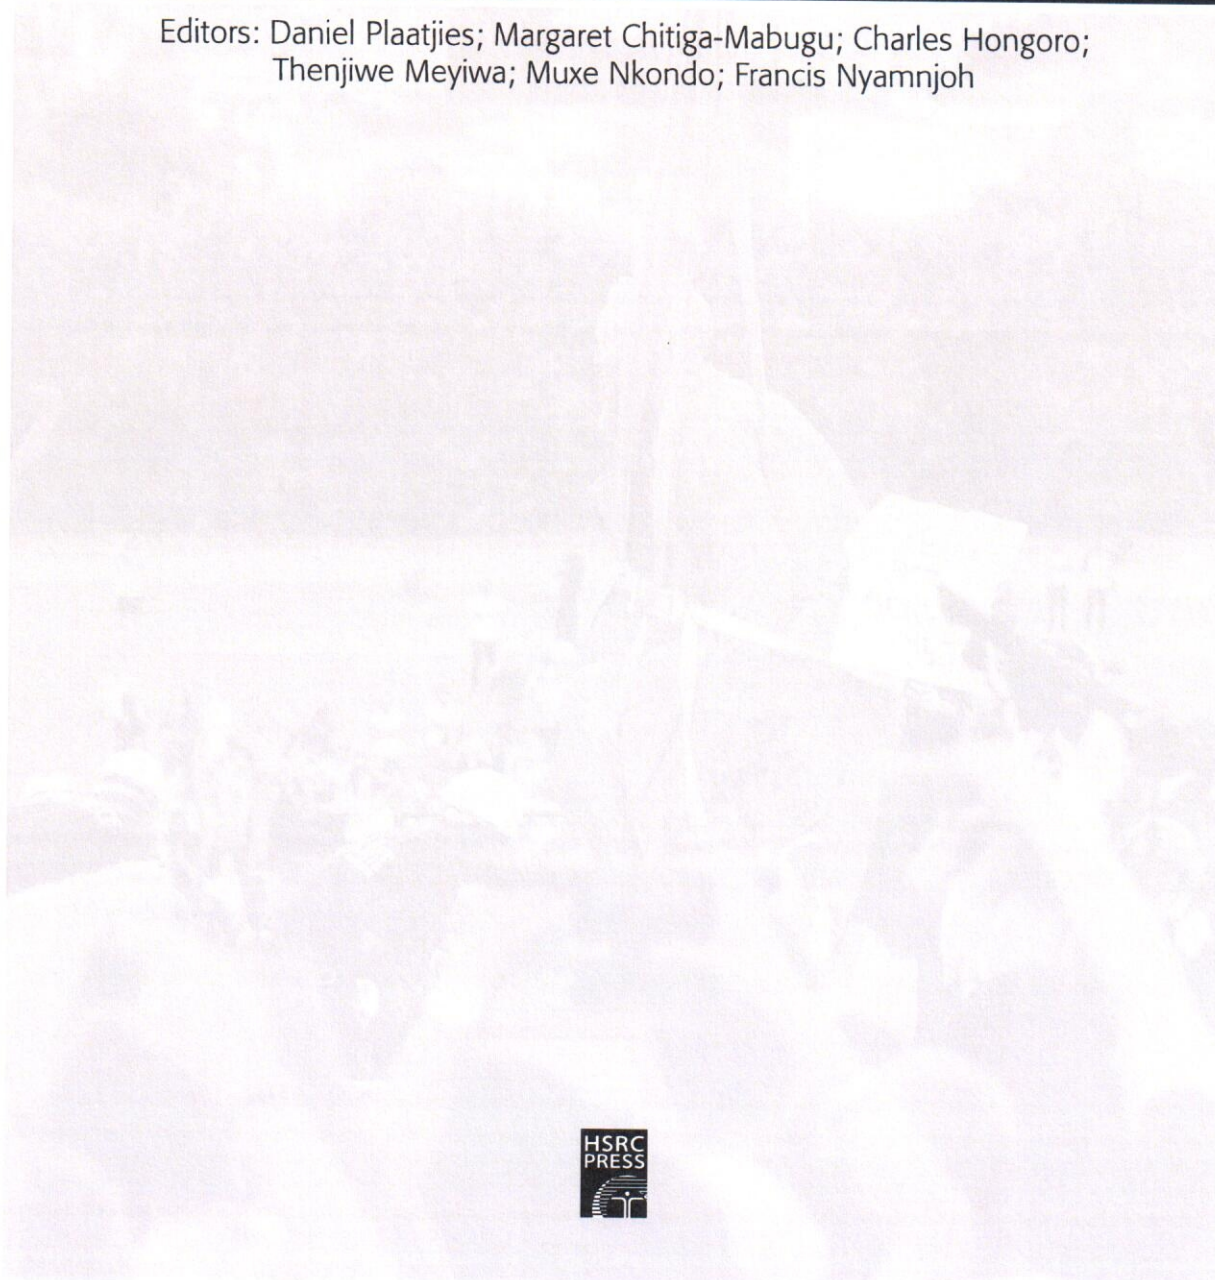 Editors: Daniel Plaatjies; Margaret Chitiga-Mabugu; Charles Hongoro;
Thenjiwe Meyiwa; Muxe Nkondo; Francis Nyamnjoh
HSRC
PRESS